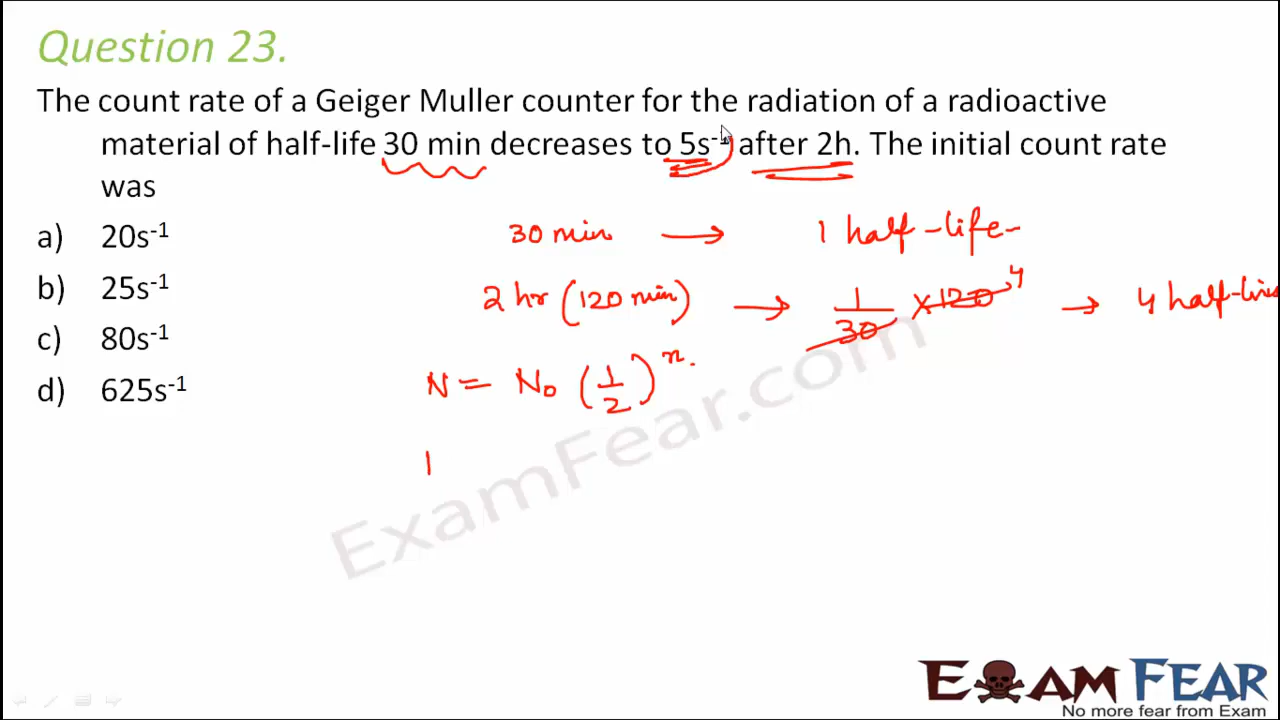 Question 23.
The count rate of a Geiger Muller counter for the radiation of a radioactive
material of half-life 30 min decreases to 5s⁻¹ after 2h. The initial count rate
was
a) 20s⁻¹
b) 25s⁻¹
c) 80s⁻¹
d) 625s⁻¹
30 min → 1 half-life-
2 hr (120 min) → 1/30 × 120 4 → 4 half-lives
N = N₀ (1/2)ⁿ.
ExamFear.com
EXAM FEAR
No more fear from Exam